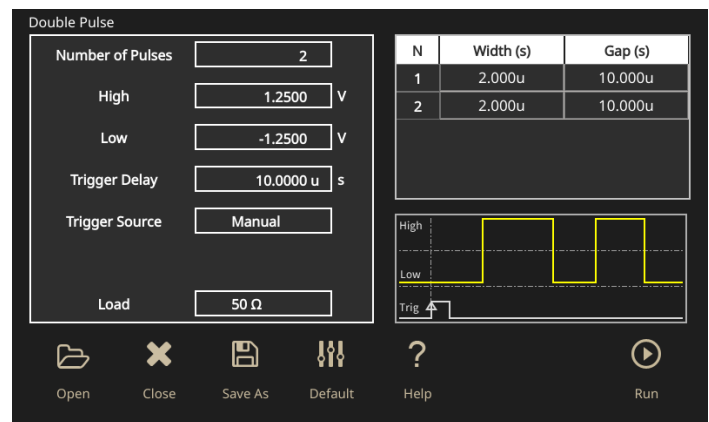 Double Pulse
Number of Pulses 2
High 1.2500 V
Low -1.2500 V
Trigger Delay 10.0000 u s
Trigger Source Manual
Load 50 Ω
N Width (s) Gap (s)
1 2.000u 10.000u
2 2.000u 10.000u
High
Low
Trig
Open Close Save As Default Help Run